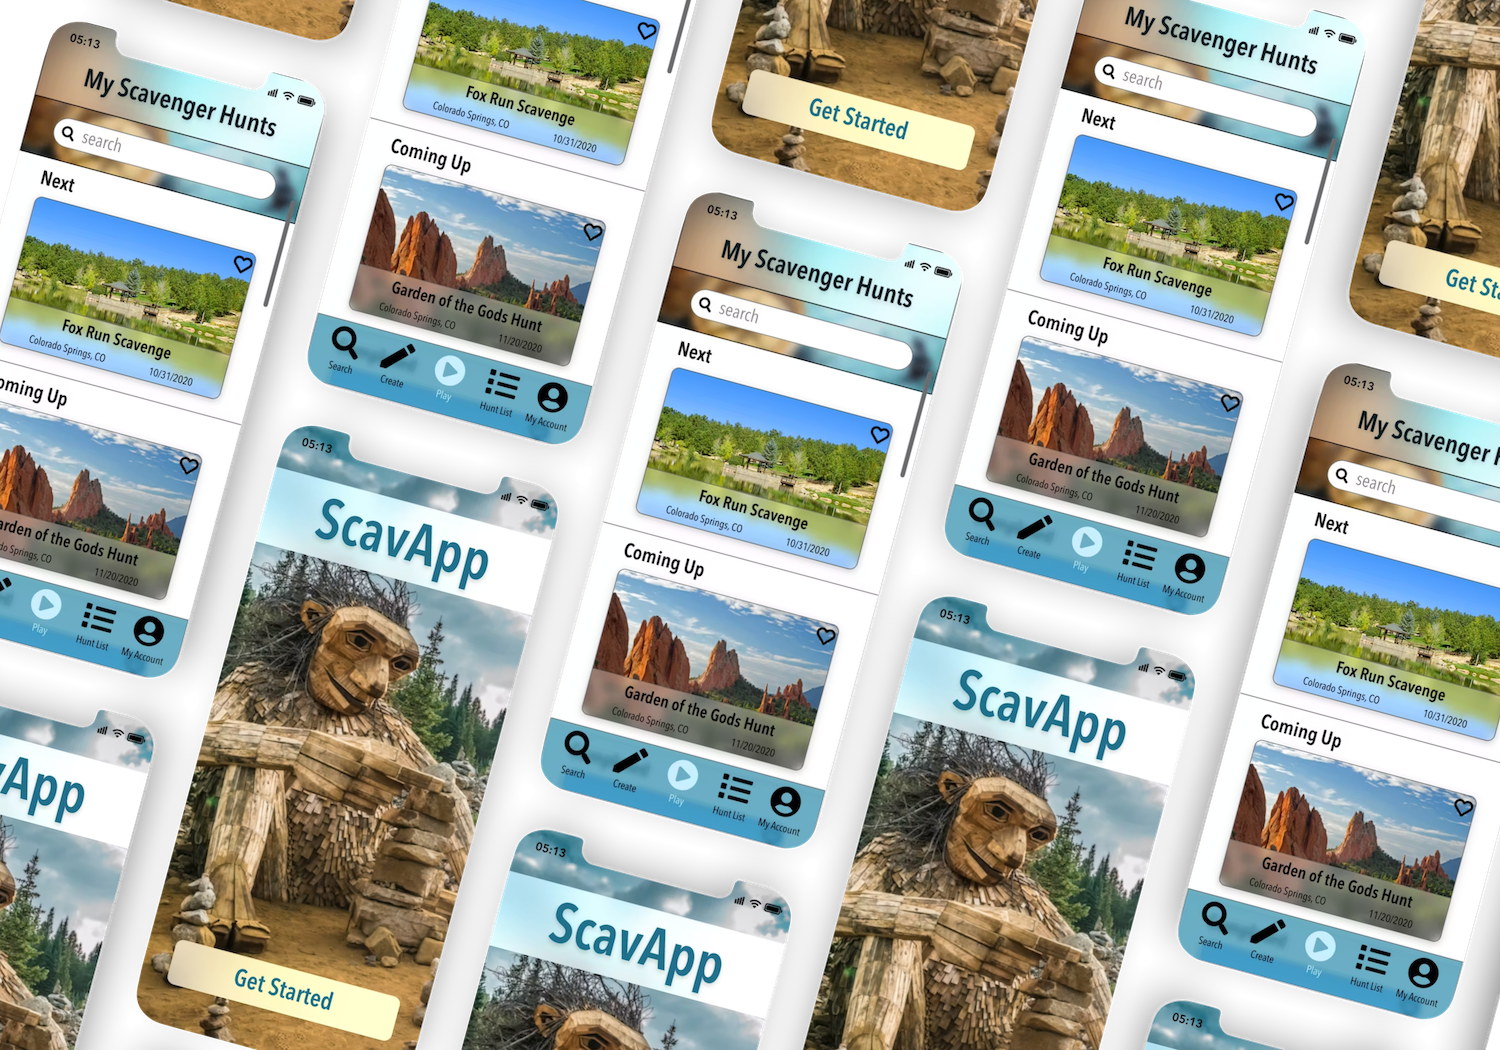 05:13
My Scavenger Hunts
search
Next
Fox Run Scavenge
Colorado Springs, CO
10/31/2020
oming Up
arden of the Gods Hunt
Colorado Springs, CO
11/20/2020
Play
Hunt List
My Account
vApp
Fox Run Scavenge
Colorado Springs, CO
10/31/2020
Coming Up
Garden of the Gods Hunt
Colorado Springs, CO
11/20/2020
Search
Create
Play
Hunt List
My Account
05:13
ScavApp
Get Started
Get Started
05:13
My Scavenger Hunts
search
Next
Fox Run Scavenge
Colorado Springs, CO
10/31/2020
Coming Up
Garden of the Gods Hunt
Colorado Springs, CO
11/20/2020
Search
Create
Play
Hunt List
My Account
05:13
ScavApp
My Scavenger Hunts
search
Next
Fox Run Scavenge
Colorado Springs, CO
10/31/2020
Coming Up
Garden of the Gods Hunt
Colorado Springs, CO
11/20/2020
Search
Create
Play
Hunt List
My Account
05:13
ScavApp
Get St
05:13
My Scavenger H
search
Next
Fox Run Scavenge
Colorado Springs, CO
10/31/2020
Coming Up
Garden of the Gods Hunt
Colorado Springs, CO
11/20/2020
Search
Create
Play
Hunt List
My Account
05:13